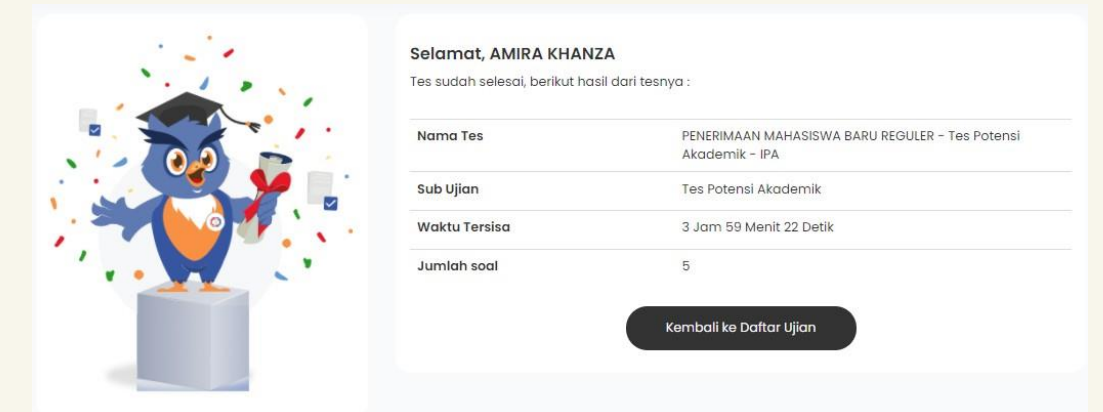 Selamat, AMIRA KHANZA
Tes sudah selesai, berikut hasil dari tesnya :
Nama Tes PENERIMAAN MAHASISWA BARU REGULER - Tes Potensi
Akademik - IPA
Sub Ujian Tes Potensi Akademik
Waktu Tersisa 3 Jam 59 Menit 22 Detik
Jumlah soal 5
Kembali ke Daftar Ujian